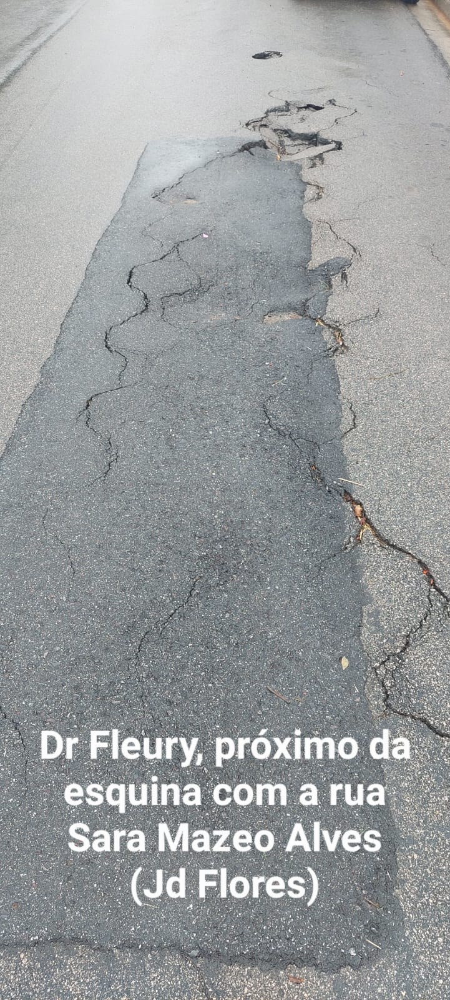 Dr Fleury, próximo da
esquina com a rua
Sara Mazeo Alves
(Jd Flores)